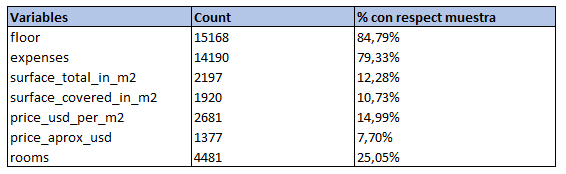 Variables Count % con respect muestra
floor 15168 84,79%
expenses 14190 79,33%
surface_total_in_m2 2197 12,28%
surface_covered_in_m2 1920 10,73%
price_usd_per_m2 2681 14,99%
price_aprox_usd 1377 7,70%
rooms 4481 25,05%